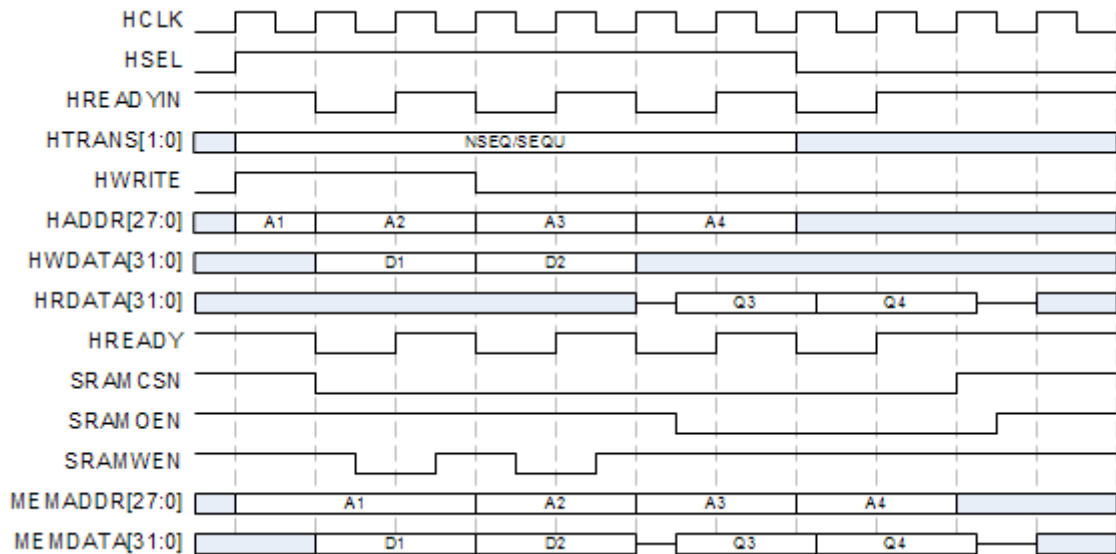 HCLK
HSEL
HREADYIN
HTRANS[1:0] NSEQ/SEQU
HWRITE
HADDR[27:0] A1 A2 A3 A4
HWDATA[31:0] D1 D2
HRDATA[31:0] Q3 Q4
HREADY
SRAMCSN
SRAMOEN
SRAMWEN
MEMADDR[27:0] A1 A2 A3 A4
MEMDATA[31:0] D1 D2 Q3 Q4